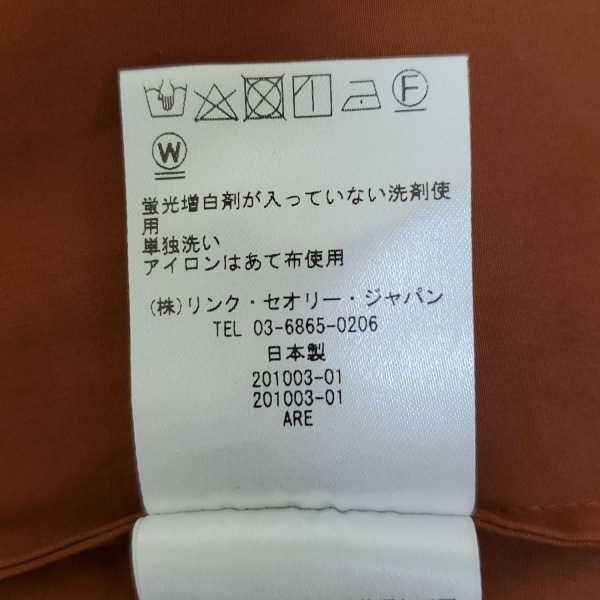 F
W
蛍光増白剤が入っていない洗剤使
用
単独洗い
アイロンはあて布使用
(株)リンク・セオリー・ジャパン
TEL 03-6865-0206
日本製
201003-01
201003-01
ARE